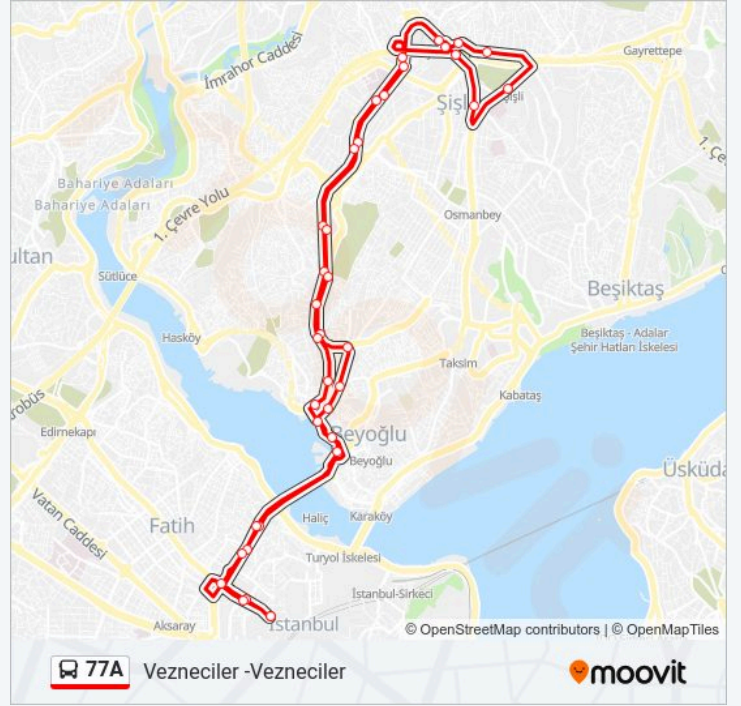 Gayrettepe
İmrahor Caddesi
Şişl
işli
1. Çe
Bahariye Adaları
Bahariye Adaları
1. Çevre Yolu
Osmanbey
ultan
Sütlüce
Beşiktaş
Beşiktaş - Adalar
Şehir Hatları İskelesi
Hasköy
Taksim
Kabataş
robüs
Edirnekapı
Beyoğlu
Beyoğlu
Üsküda
Vatan Caddesi
Fatih
Haliç
Karaköy
Turyol İskelesi
İstanbul-Sirkeci
Aksaray
İstanbul
© OpenStreetMap contributors | © OpenMapTiles
77A Vezneciler -Vezneciler
moovit